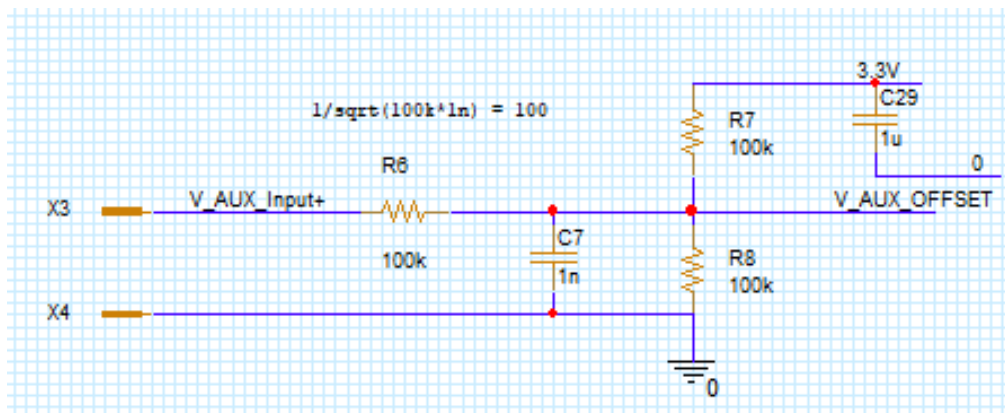 3.3V
C29
1/sqrt(100k*1n) = 100
R7
1u
100k
R6
0
X3
V_AUX_Input+
V_AUX_OFFSET
C7
100k
R8
1n
100k
X4
0